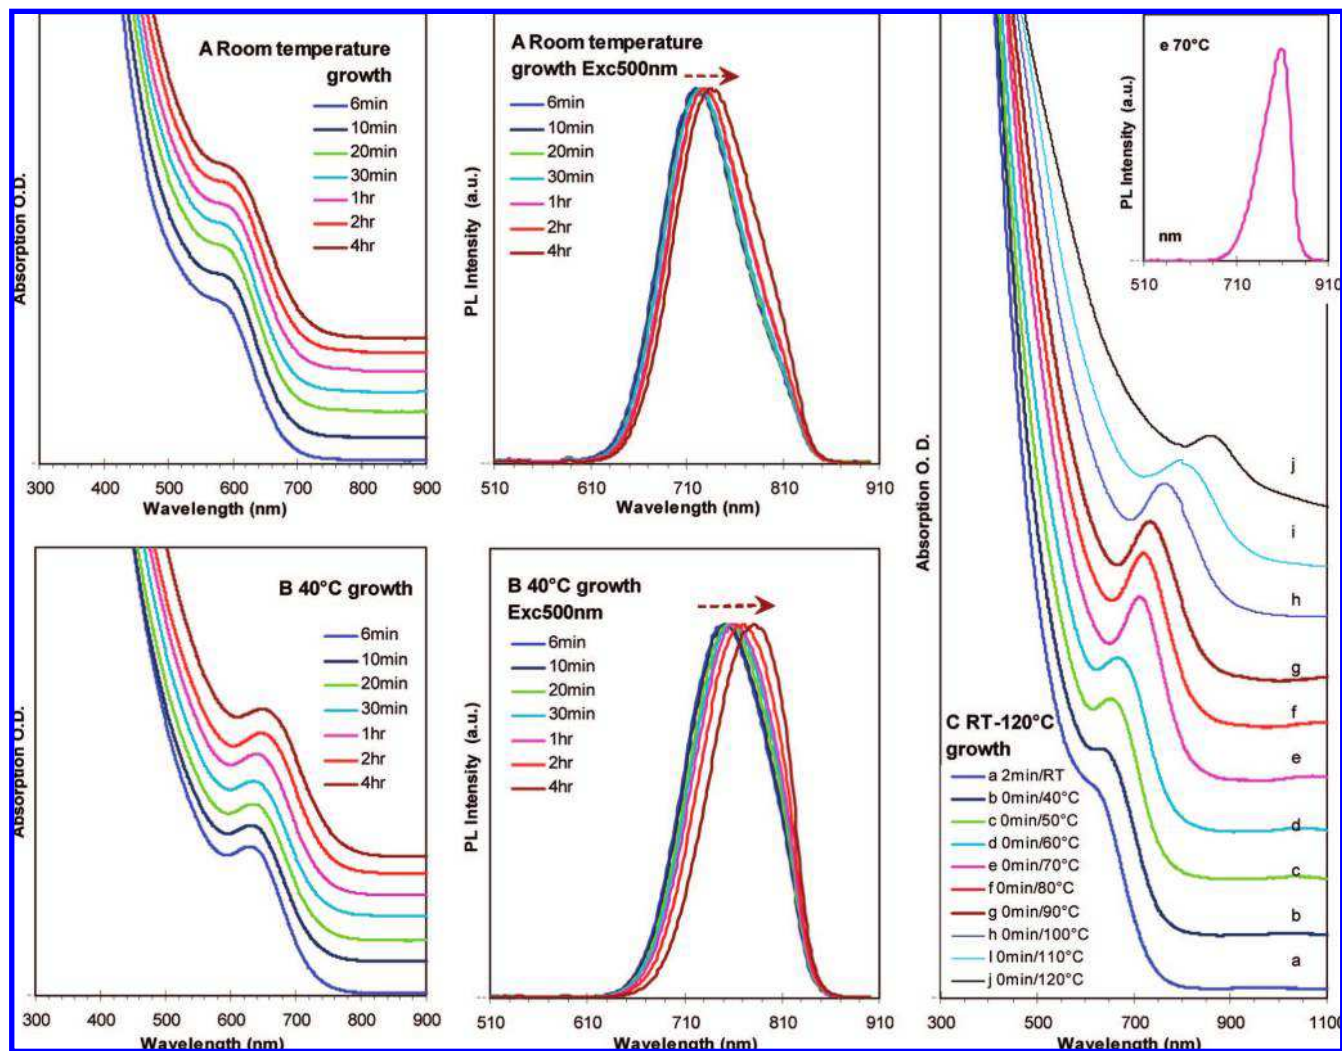 A Room temperature
growth
6min
10min
20min
30min
1hr
2hr
4hr
Absorption O.D.
300 400 500 600 700 800 900
Wavelength (nm)
A Room temperature
growth Exc500nm
6min
10min
20min
30min
1hr
2hr
4hr
PL Intensity (a.u.)
510 610 710 810 910
Wavelength (nm)
B 40°C growth
6min
10min
20min
30min
1hr
2hr
4hr
Absorption O.D.
300 400 500 600 700 800 900
Wavelength (nm)
B 40°C growth
Exc500nm
6min
10min
20min
30min
1hr
2hr
4hr
PL Intensity (a.u.)
510 610 710 810 910
Wavelength (nm)
e 70°C
PL Intensity (a.u.)
nm
510 710 910
Absorption O. D.
j
i
h
g
f
e
d
c
b
a
C RT-120°C
growth
a 2min/RT
b 0min/40°C
c 0min/50°C
d 0min/60°C
e 0min/70°C
f 0min/80°C
g 0min/90°C
h 0min/100°C
I 0min/110°C
j 0min/120°C
300 500 700 900 1100
Wavelength (nm)